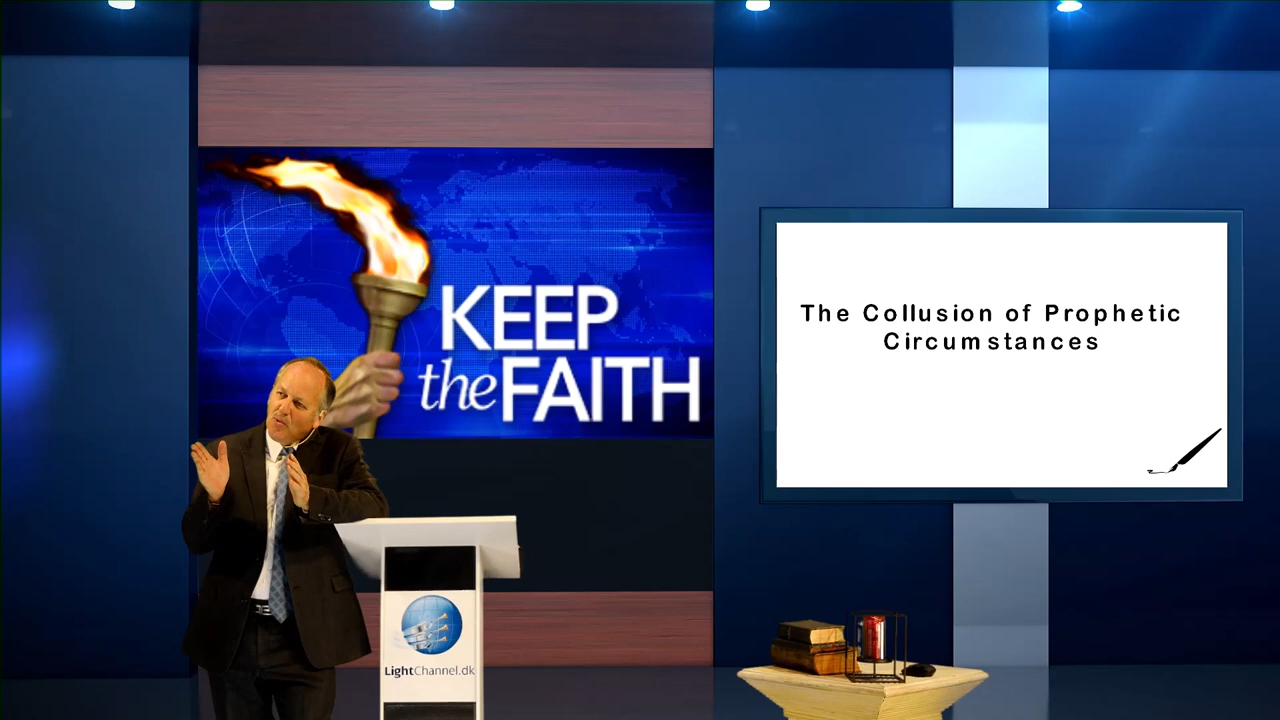 KEEP
the FAITH
The Collusion of Prophetic
Circumstances
LightChannel.dk